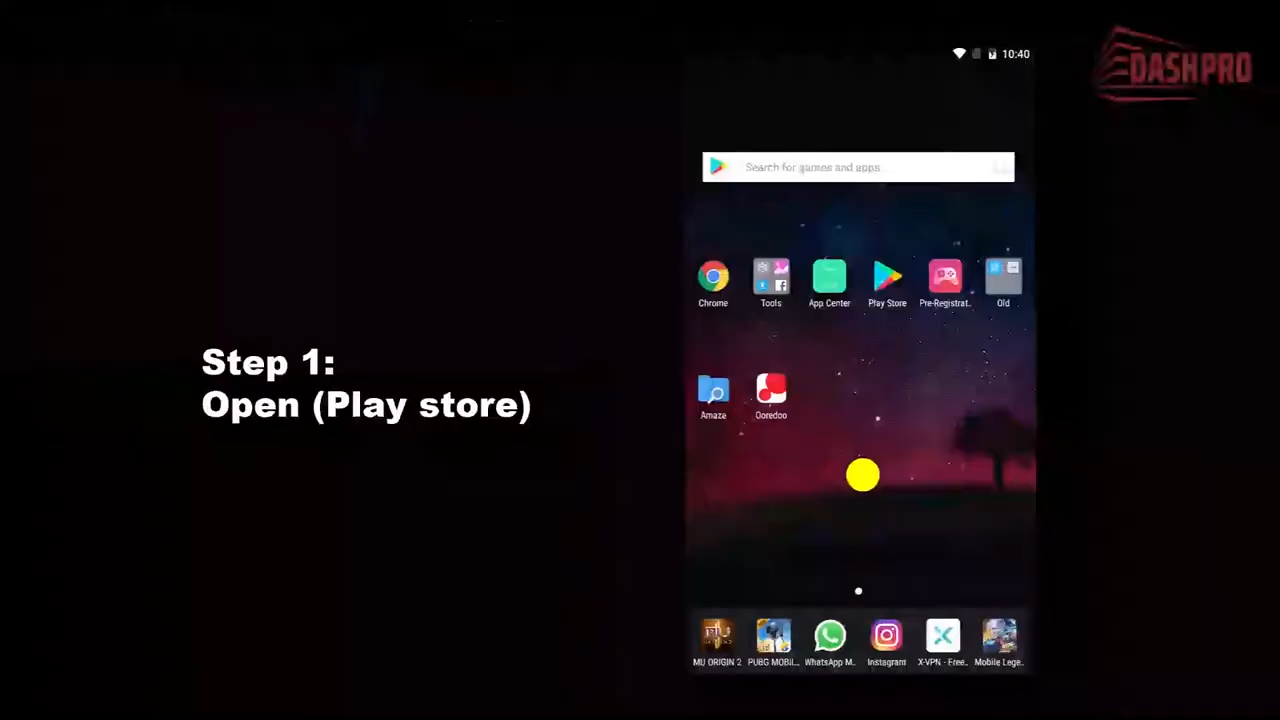 DASHPRO
10:40
Search for games and apps
Chrome
Tools
App Center
Play Store
Pre-Registrat..
Old
Step 1:
Open (Play store)
Amaze
Ooredoo
MU ORIGIN 2
PUBG MOBIL..
WhatsApp M..
Instagram
X-VPN - Free..
Mobile Lege..